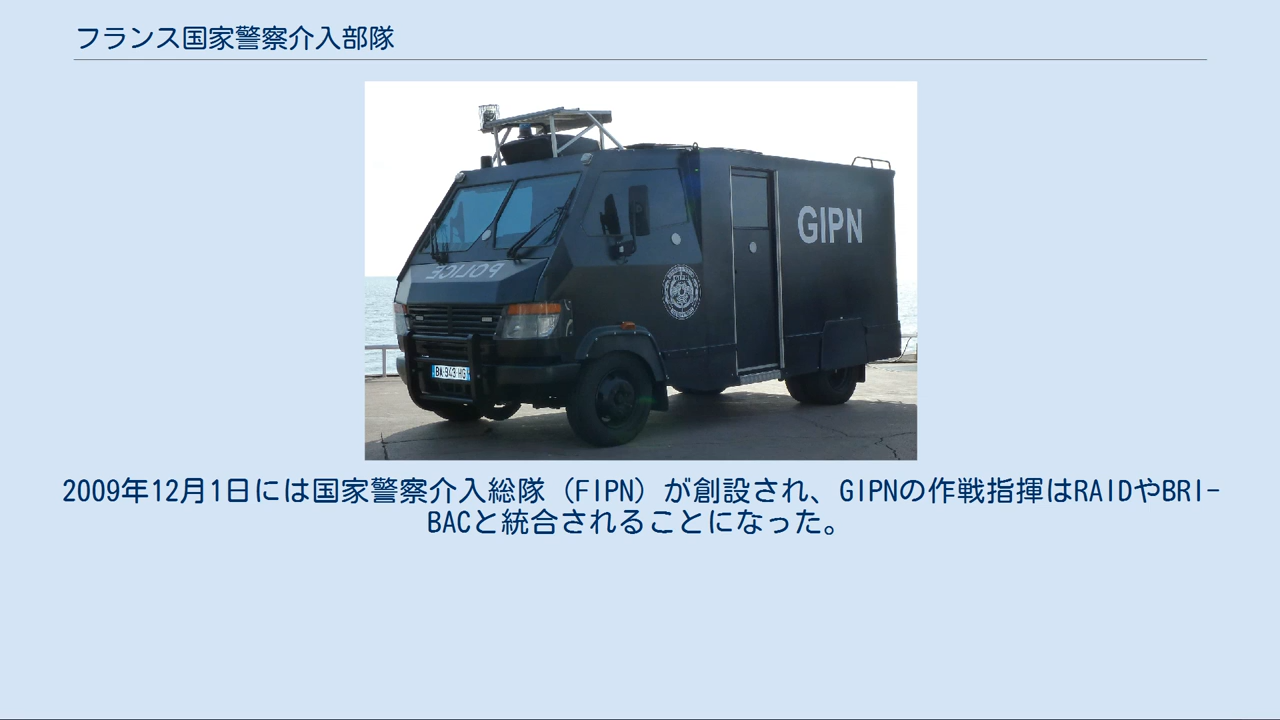 フランス国家警察介入部隊
GIPN
POLICE
BK 943 HG
2009年12月1日には国家警察介入総隊（FIPN）が創設され、GIPNの作戦指揮はRAIDやBRI-
BACと統合されることになった。